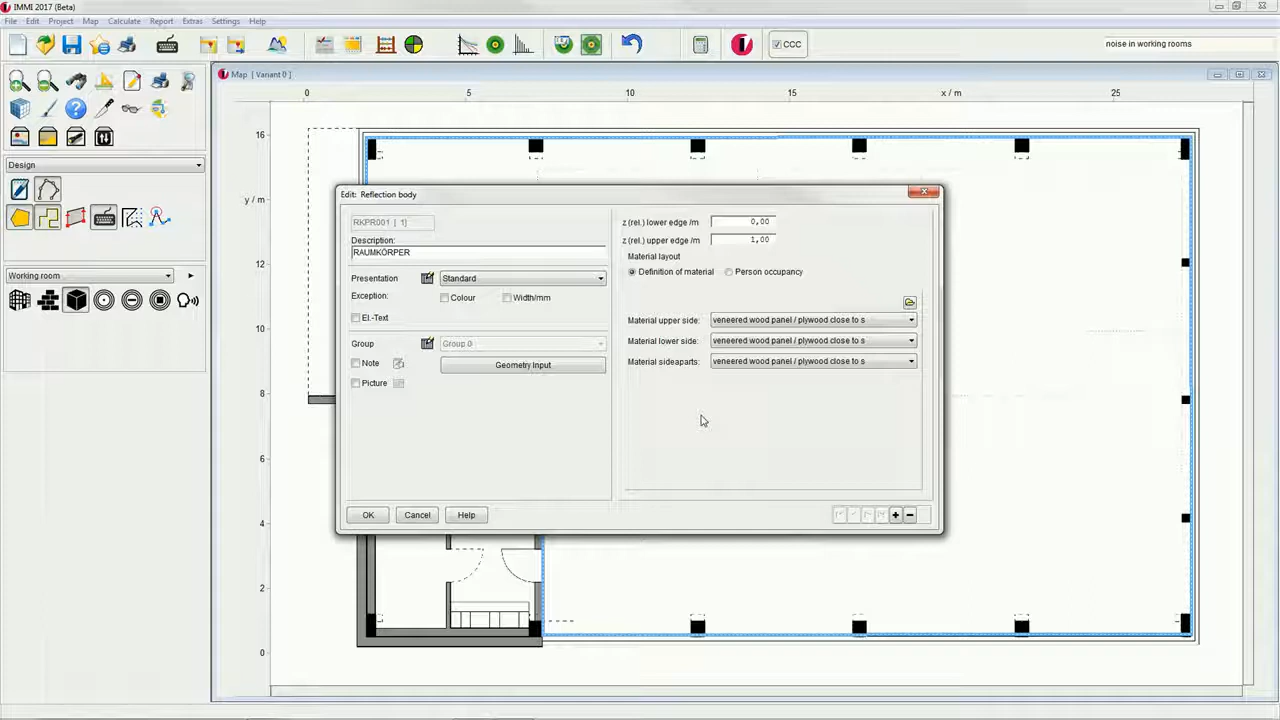 IMMI 2017 (Beta)
File Edit Project Map Calculate Report Extras Settings Help
CCC
noise in working rooms
Map [ Variant 0 ]
0 5 10 15 x / m 25
16
y / m
12
10
8
6
4
2
0
Design
Working room
Edit: Reflection body
RKPR001 | 1|
Description:
RAUMKÖRPER
Presentation Standard
Exception: Colour Width/mm
El.-Text
Group Group 0
Note Geometry Input
Picture
z (rel.) lower edge /m 0,00
z (rel.) upper edge /m 1,00
Material layout
Definition of material Person occupancy
Material upper side: veneered wood panel / plywood close to s
Material lower side: veneered wood panel / plywood close to s
Material sideparts: veneered wood panel / plywood close to s
OK Cancel Help